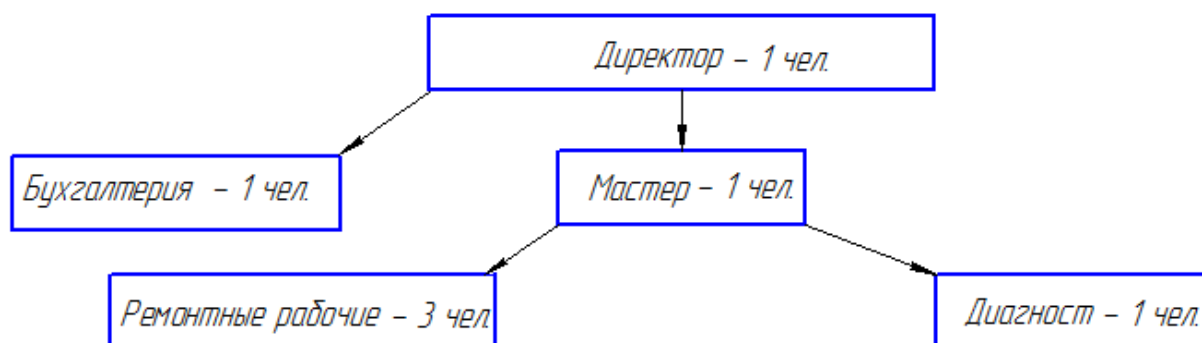 Директор – 1 чел.
Бухгалтерия – 1 чел.
Мастер – 1 чел.
Ремонтные рабочие – 3 чел
Диагност – 1 чел.